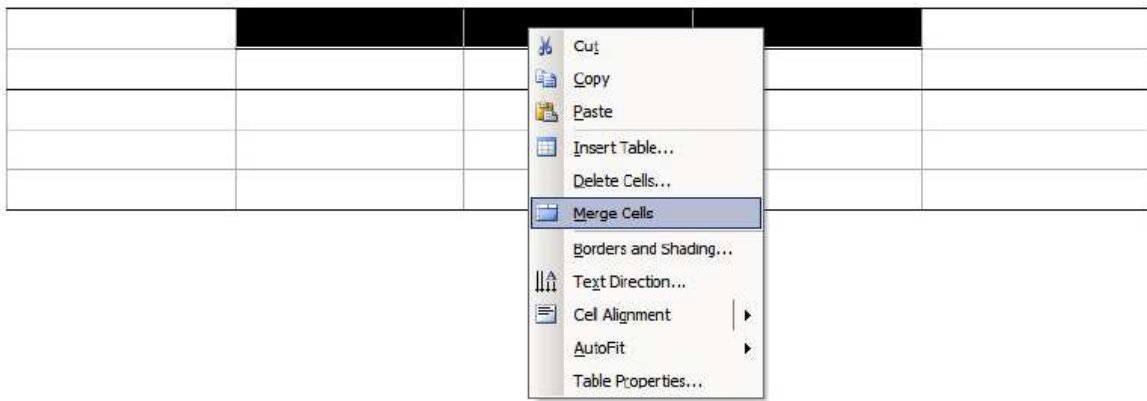 Cut
Copy
Paste
Insert Table...
Delete Cells...
Merge Cells
Borders and Shading...
Text Direction...
Cell Alignment
AutoFit
Table Properties...